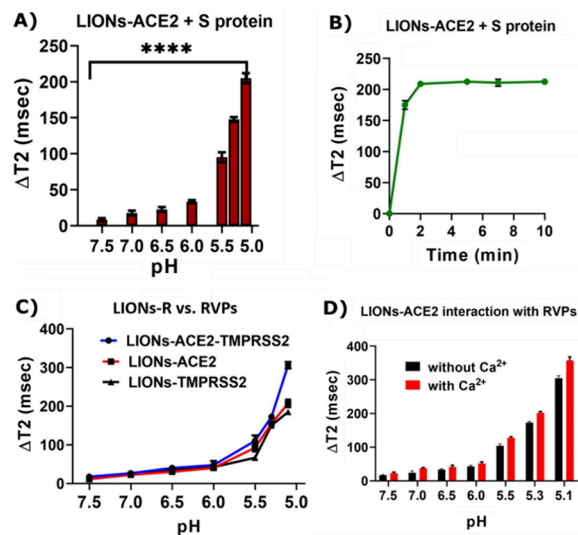 A)
LIONs-ACE2 + S protein
****
ΔT2 (msec)
250
200
150
100
50
0
7.5 7.0 6.5 6.0 5.5 5.0
pH
B)
LIONs-ACE2 + S protein
ΔT2 (msec)
250
200
150
100
50
0
0 2 4 6 8 10
Time (min)
C)
LIONs-R vs. RVPs
LIONs-ACE2-TMPRSS2
LIONs-ACE2
LIONs-TMPRSS2
ΔT2 (msec)
400
300
200
100
0
7.5 7.0 6.5 6.0 5.5 5.0
pH
D)
LIONs-ACE2 interaction with RVPs
without Ca²⁺
with Ca²⁺
ΔT2 (msec)
400
300
200
100
0
7.5 7.0 6.5 6.0 5.5 5.3 5.1
pH